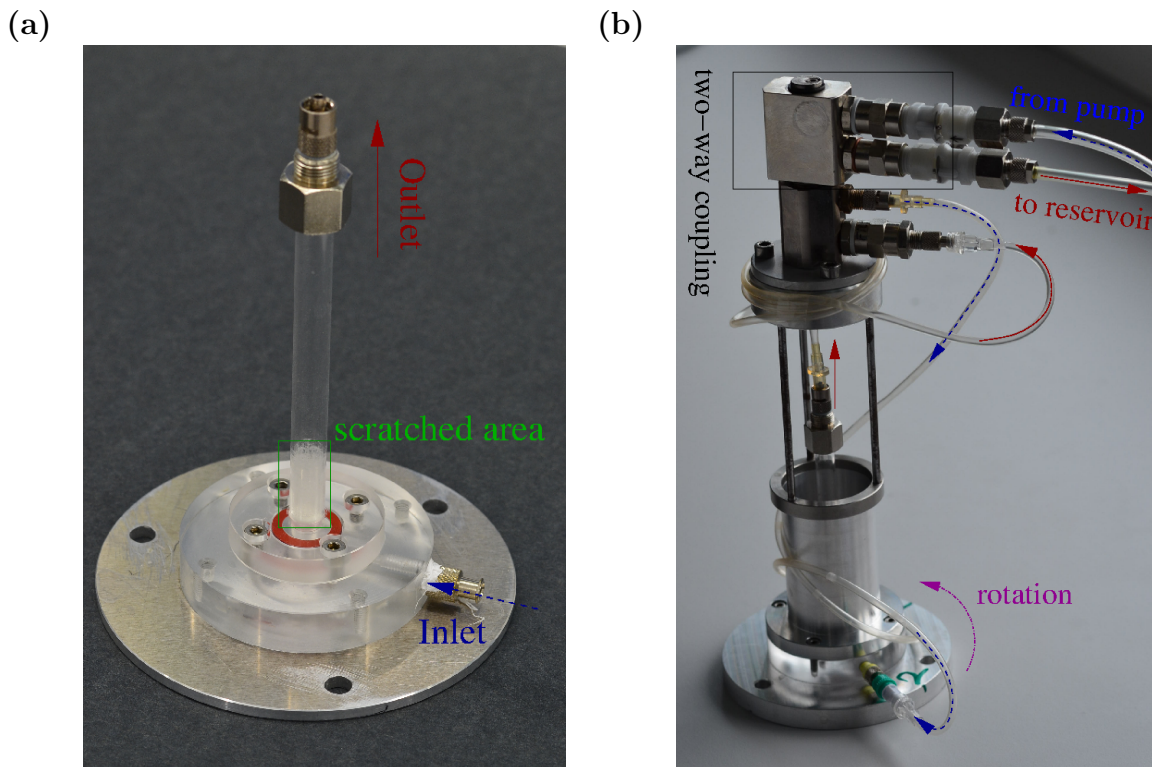 (a)
(b)
Outlet
scratched area
Inlet
two-way coupling
from pump
to reservoir
rotation